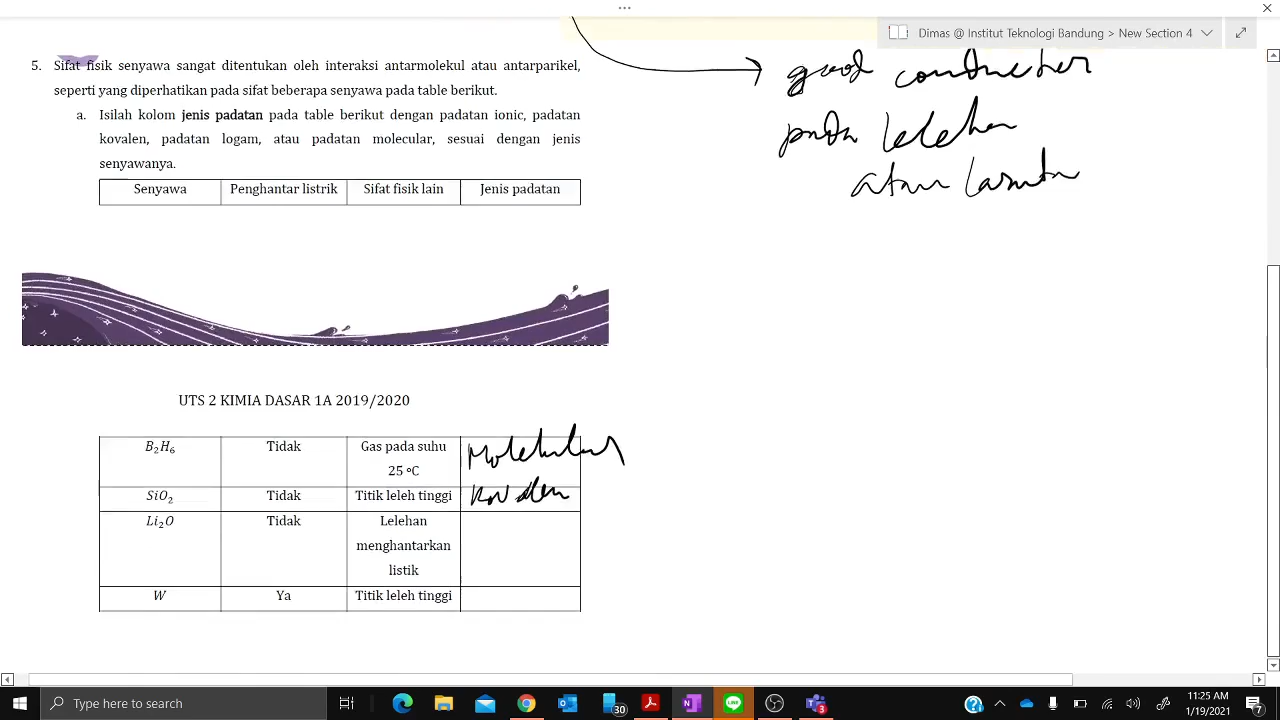 Dimas @ Institut Teknologi Bandung > New Section 4
good conductor
pada lelehan
atau larutan
5. Sifat fisik senyawa sangat ditentukan oleh interaksi antarmolekul atau antarparikel,
seperti yang diperhatikan pada sifat beberapa senyawa pada table berikut.
a. Isilah kolom jenis padatan pada table berikut dengan padatan ionic, padatan
kovalen, padatan logam, atau padatan molecular, sesuai dengan jenis
senyawanya.
Senyawa Penghantar listrik Sifat fisik lain Jenis padatan
UTS 2 KIMIA DASAR 1A 2019/2020
B₂H₆ Tidak Gas pada suhu Molekular
25 °C
SiO₂ Tidak Titik leleh tinggi Kovalen
Li₂O Tidak Lelehan
menghantarkan
listik
W Ya Titik leleh tinggi
Type here to search
30
3
11:25 AM
1/19/2021
7